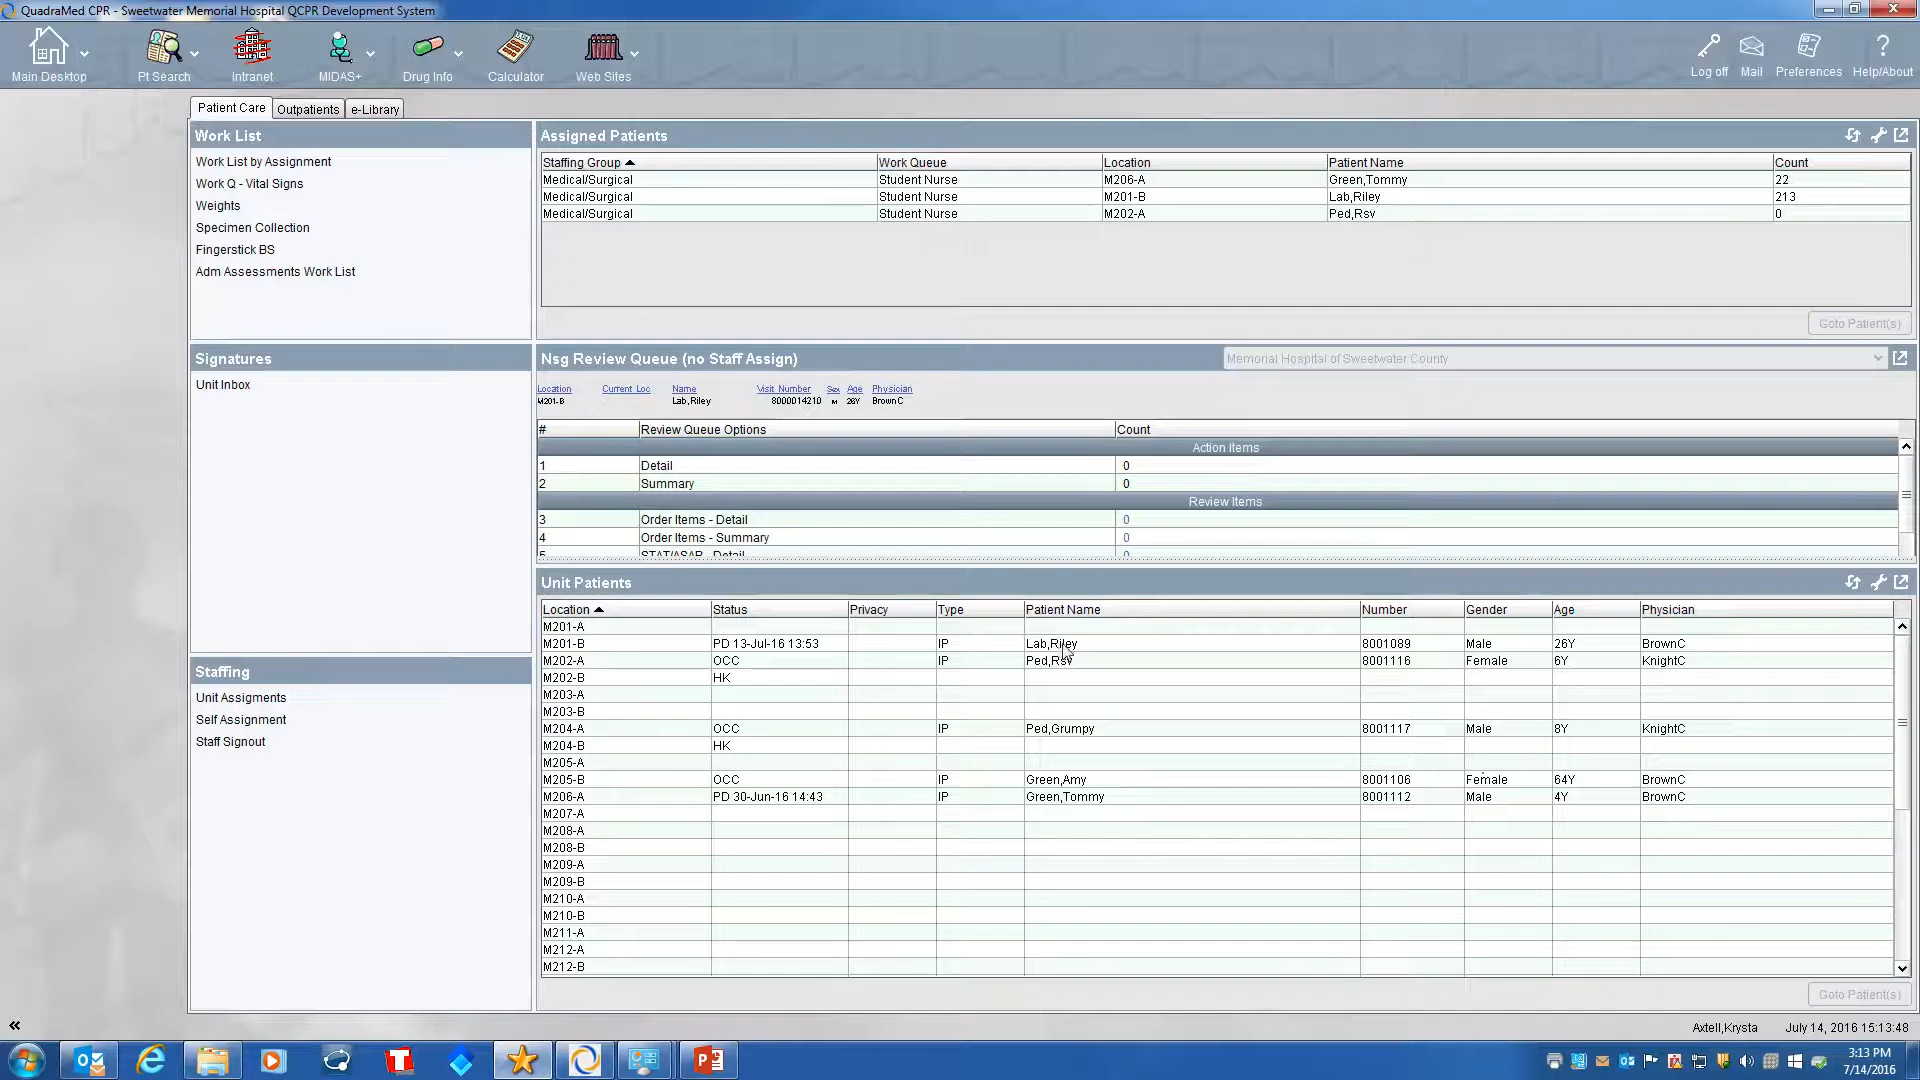 QuadraMed CPR - Sweetwater Memorial Hospital QCPR Development System
Main Desktop Pt Search Intranet MIDAS+ Drug Info Calculator Web Sites Log off Mail Preferences Help/About
Patient Care Outpatients e-Library
Work List
Work List by Assignment
Work Q - Vital Signs
Weights
Specimen Collection
Fingerstick BS
Adm Assessments Work List
Signatures
Unit Inbox
Staffing
Unit Assigments
Self Assignment
Staff Signout
Assigned Patients
Staffing Group Work Queue Location Patient Name Count
Medical/Surgical Student Nurse M206-A Green,Tommy 22
Medical/Surgical Student Nurse M201-B Lab,Riley 213
Medical/Surgical Student Nurse M202-A Ped,Rsv 0
Goto Patient(s)
Nsg Review Queue (no Staff Assign) Memorial Hospital of Sweetwater County
Location Current Loc Name Visit Number Sex Age Physician
M201-B Lab,Riley 8000014210 M 26Y BrownC
# Review Queue Options Count
Action Items
1 Detail 0
2 Summary 0
Review Items
3 Order Items - Detail 0
4 Order Items - Summary 0
5 STAT/ASAP - Detail 0
Unit Patients
Location Status Privacy Type Patient Name Number Gender Age Physician
M201-A
M201-B PD 13-Jul-16 13:53 IP Lab,Riley 8001089 Male 26Y BrownC
M202-A OCC IP Ped,Rsv 8001116 Female 6Y KnightC
M202-B HK
M203-A
M203-B
M204-A OCC IP Ped,Grumpy 8001117 Male 8Y KnightC
M204-B HK
M205-A
M205-B OCC IP Green,Amy 8001106 Female 64Y BrownC
M206-A PD 30-Jun-16 14:43 IP Green,Tommy 8001112 Male 4Y BrownC
M207-A
M208-A
M208-B
M209-A
M209-B
M210-A
M210-B
M211-A
M212-A
M212-B
Goto Patient(s)
Axtell,Krysta July 14, 2016 15:13:48
3:13 PM
7/14/2016